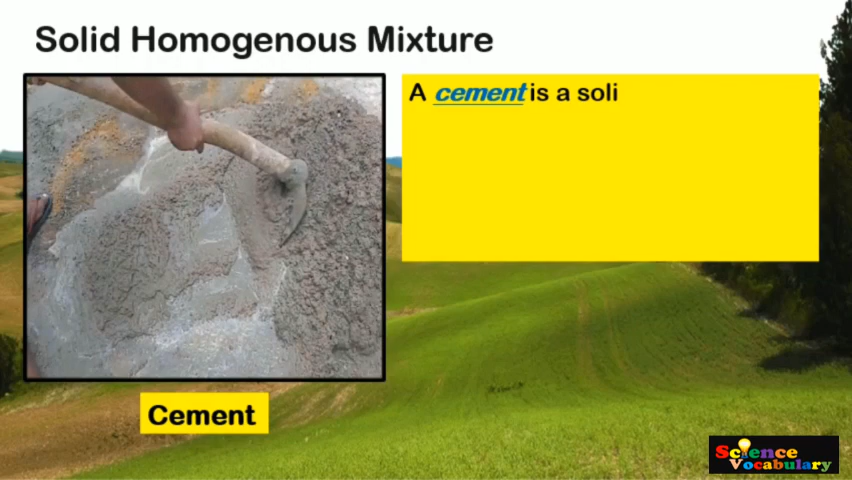 Solid Homogenous Mixture
A cement is a soli
Cement
Science
Vocabulary